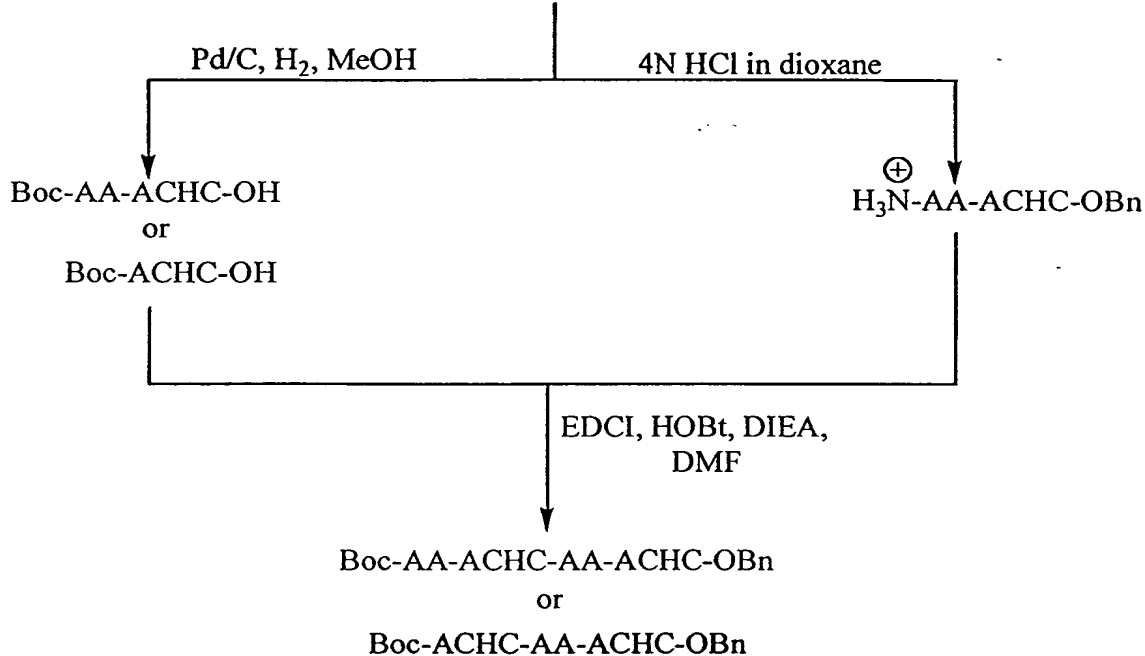 Pd/C, H₂, MeOH
4N HCl in dioxane
Boc-AA-ACHC-OH
or
Boc-ACHC-OH
⊕
H₃N-AA-ACHC-OBn
EDCI, HOBt, DIEA,
DMF
Boc-AA-ACHC-AA-ACHC-OBn
or
Boc-ACHC-AA-ACHC-OBn